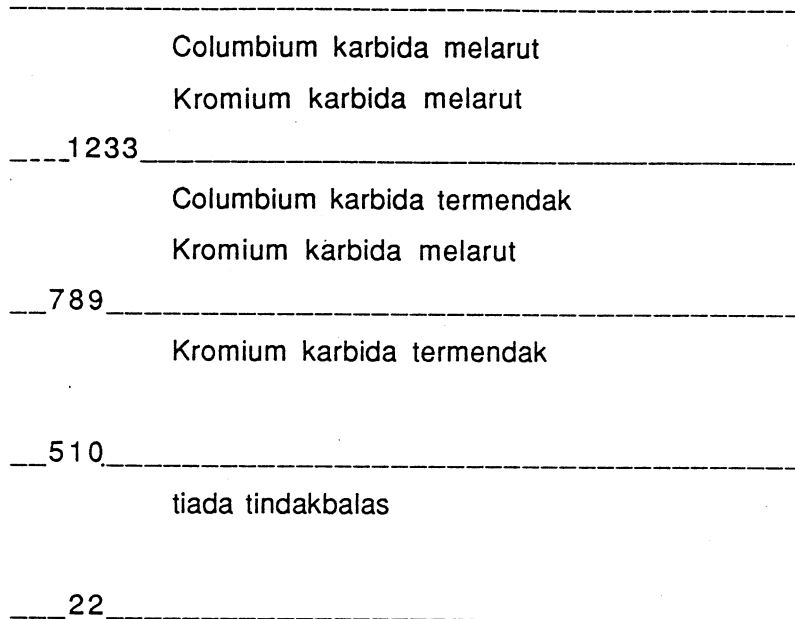 Columbium karbida melarut
Kromium karbida melarut
1233
Columbium karbida termendak
Kromium karbida melarut
789
Kromium karbida termendak
510
tiada tindakbalas
22